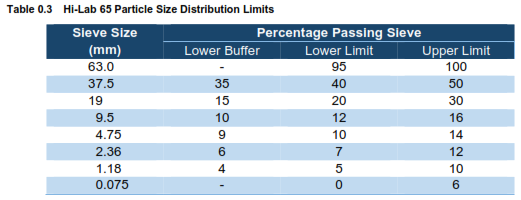 Table 0.3 Hi-Lab 65 Particle Size Distribution Limits
Sieve Size (mm) Percentage Passing Sieve
Lower Buffer Lower Limit Upper Limit
63.0 - 95 100
37.5 35 40 50
19 15 20 30
9.5 10 12 16
4.75 9 10 14
2.36 6 7 12
1.18 4 5 10
0.075 - 0 6